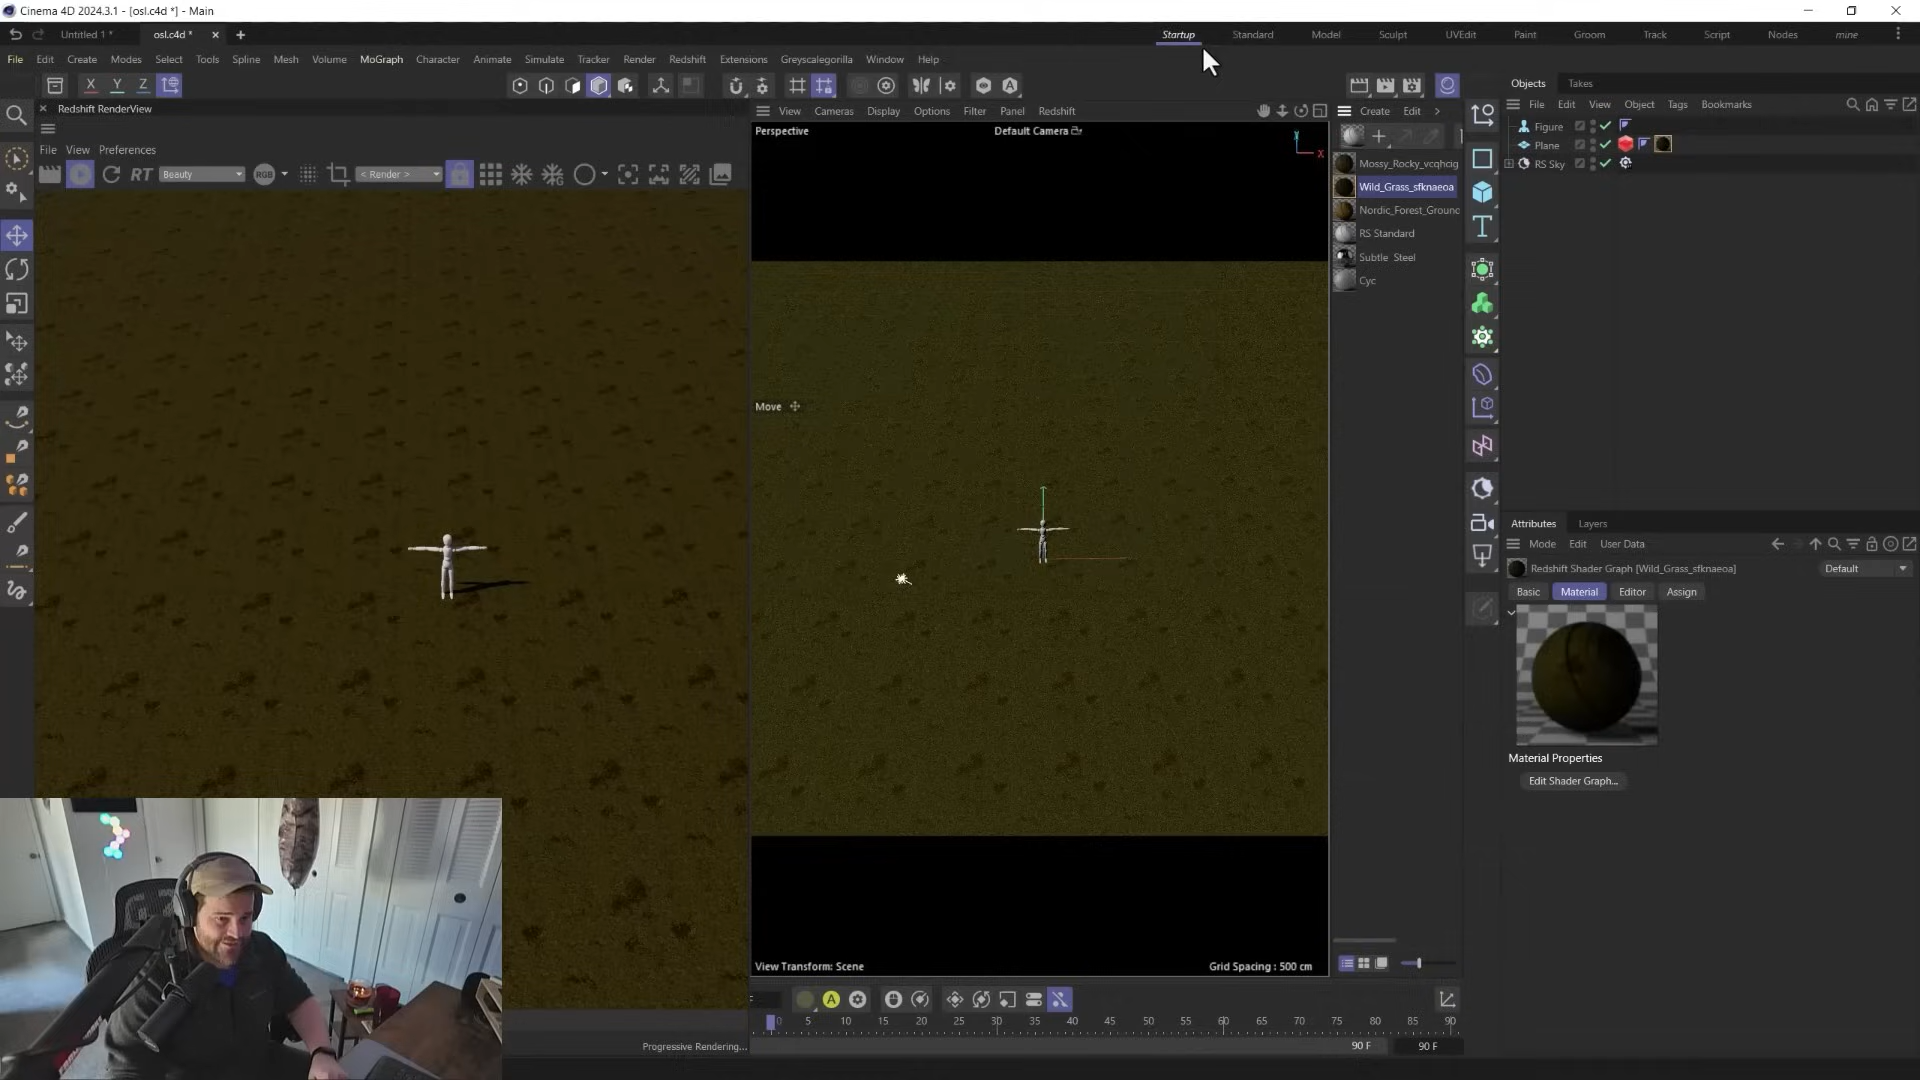 Cinema 4D 2024.3.1 - [osl.c4d *] - Main
Untitled 1 *
osl.c4d *
Startup
Standard
Model
Sculpt
UVEdit
Paint
Groom
Track
Script
Nodes
mine
File Edit Create Modes Select Tools Spline Mesh Volume MoGraph Character Animate Simulate Tracker Render Redshift Extensions Greyscalegorilla Window Help
X Y Z
Objects Takes
Redshift RenderView
View Cameras Display Options Filter Panel Redshift
Create Edit
File Edit View Object Tags Bookmarks
Perspective
Default Camera
Figure
Plane
RS Sky
File View Preferences
RT
Beauty
RGB
< Render >
Mossy_Rocky_vcqhcig
Wild_Grass_sfknaeoa
Nordic_Forest_Ground
RS Standard
Subtle Steel
Cyc
Move
Attributes Layers
Mode Edit User Data
Redshift Shader Graph [Wild_Grass_sfknaeoa]
Default
Basic Material Editor Assign
Material Properties
Edit Shader Graph...
View Transform: Scene
Grid Spacing : 500 cm
0 5 10 15 20 25 30 35 40 45 50 55 60 65 70 75 80 85 90
Progressive Rendering...
90 F
90 F